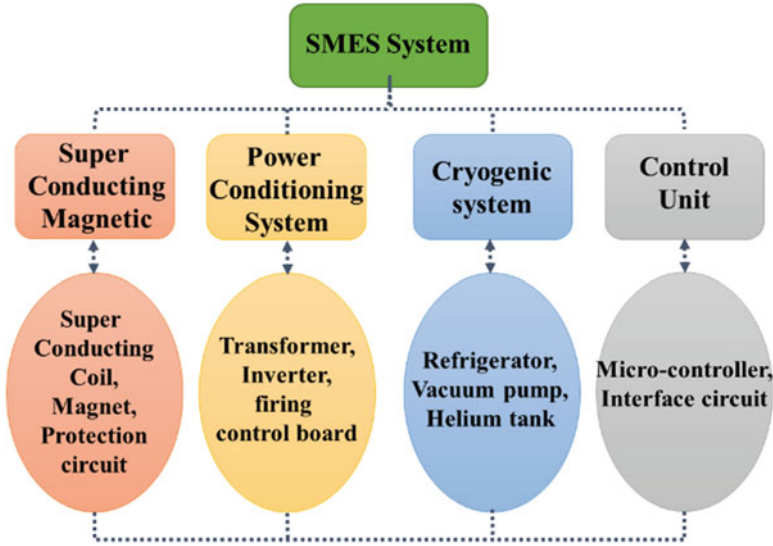 SMES System
Super
Conducting
Magnetic
Power
Conditioning
System
Cryogenic
system
Control
Unit
Super
Conducting
Coil,
Magnet,
Protection
circuit
Transformer,
Inverter,
firing
control board
Refrigerator,
Vacuum pump,
Helium tank
Micro-controller,
Interface circuit